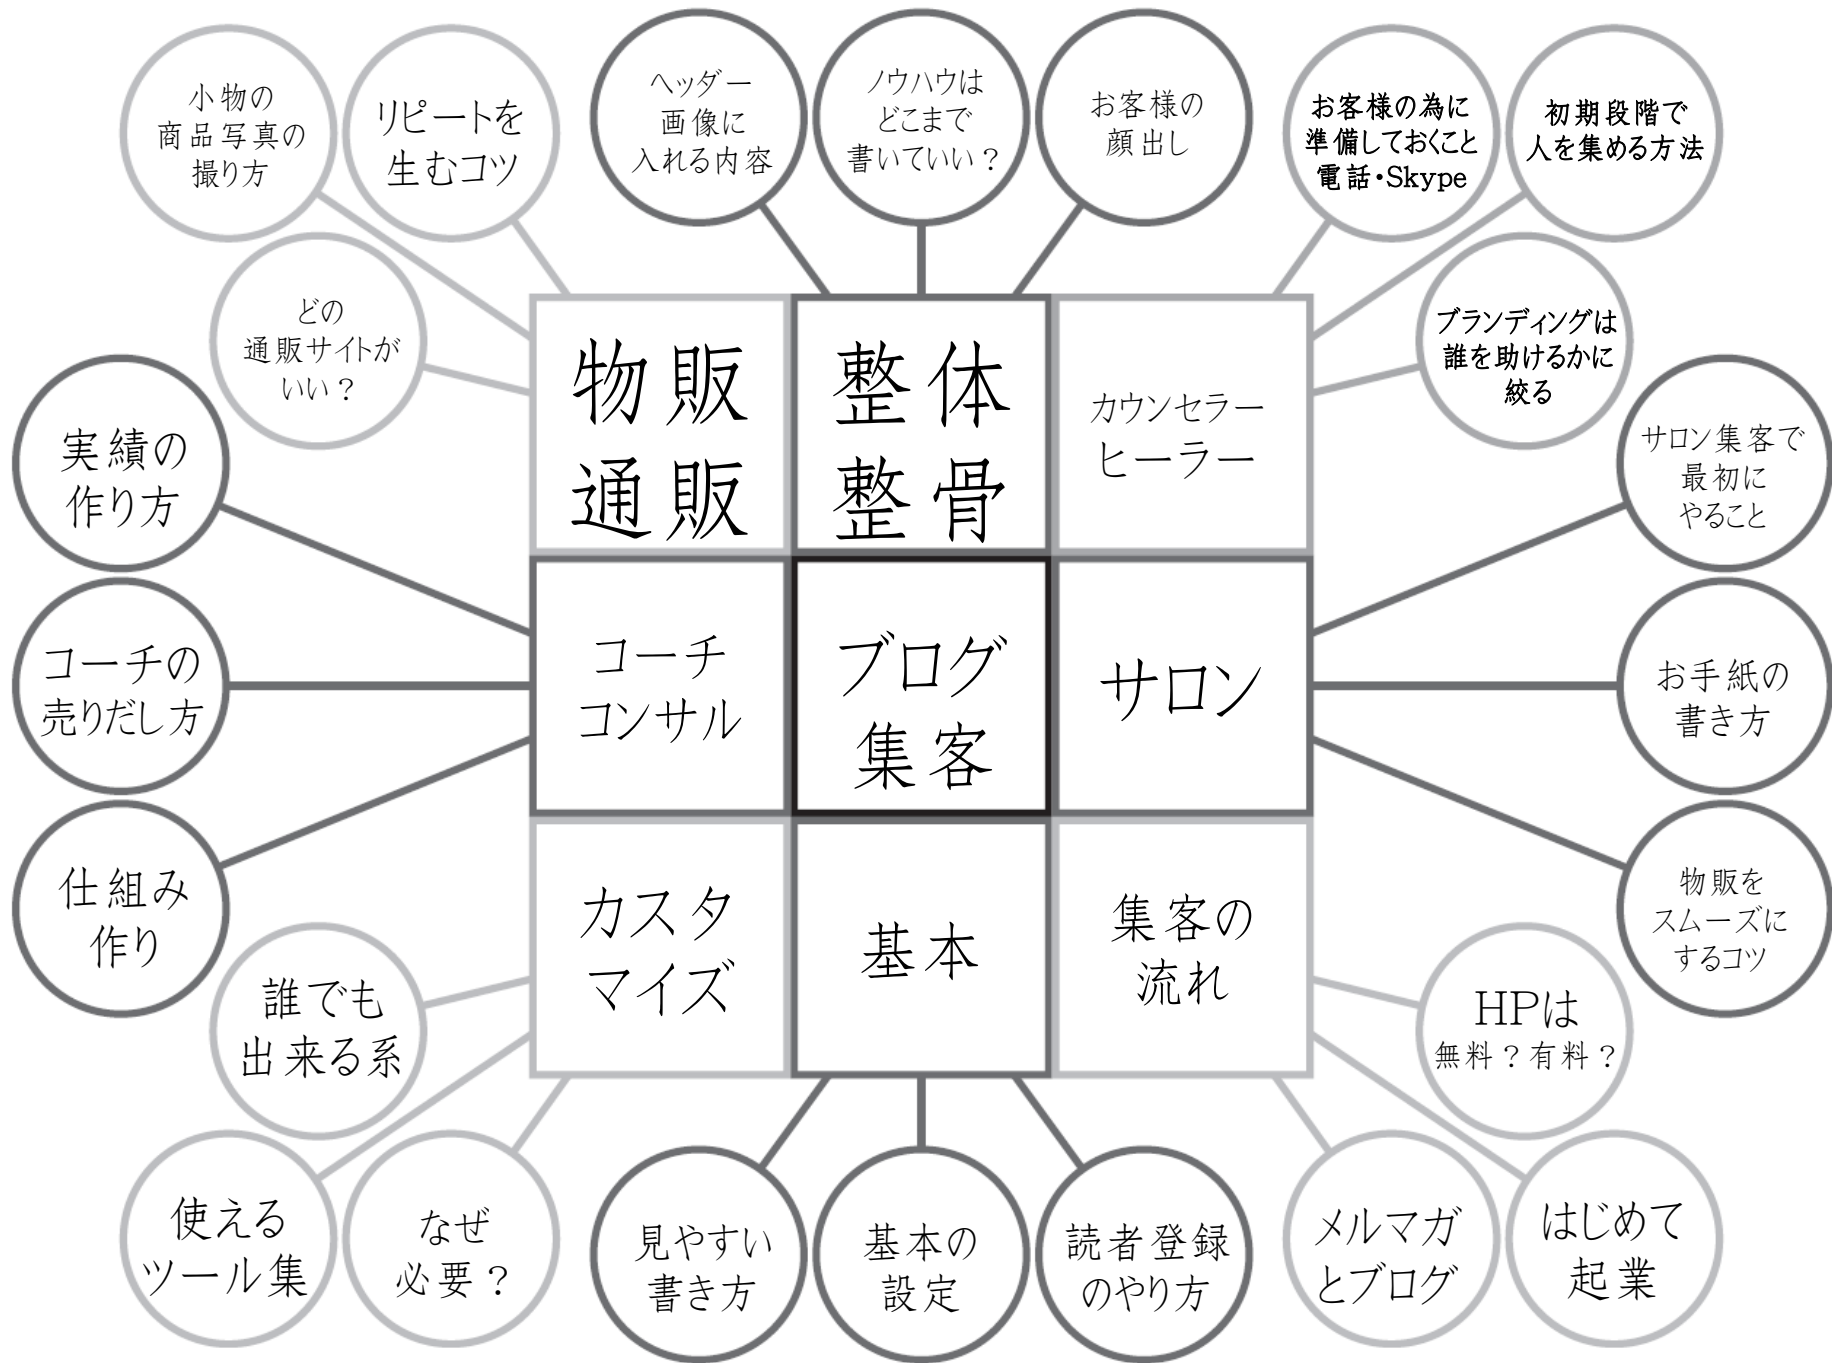 小物の
商品写真の
撮り方
リピートを
生むコツ
ヘッダー
画像に
入れる内容
ノウハウは
どこまで
書いていい？
お客様の
顔出し
お客様の為に
準備しておくこと
電話・Skype
初期段階で
人を集める方法
どの
通販サイトが
いい？
ブランディングは
誰を助けるかに
絞る
物販
通販
整体
整骨
カウンセラー
ヒーラー
実績の
作り方
サロン集客で
最初に
やること
コーチの
売りだし方
コーチ
コンサル
ブログ
集客
サロン
お手紙の
書き方
仕組み
作り
物販を
スムーズに
するコツ
カスタ
マイズ
基本
集客の
流れ
誰でも
出来る系
HPは
無料？有料？
使える
ツール集
なぜ
必要？
見やすい
書き方
基本の
設定
読者登録
のやり方
メルマガ
とブログ
はじめて
起業